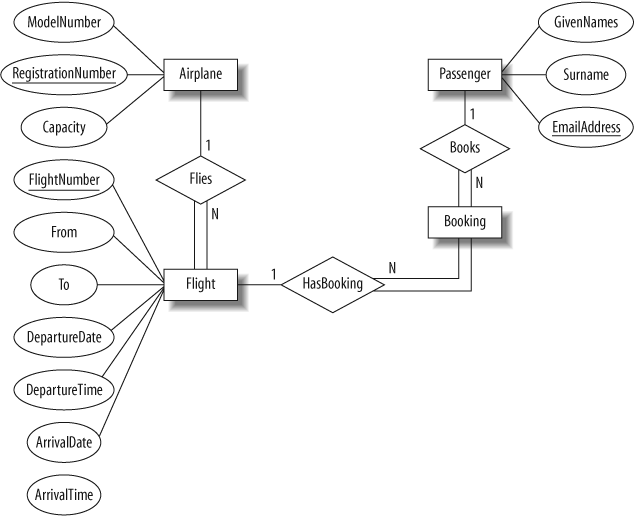 ModelNumber
GivenNames
RegistrationNumber
Airplane
Passenger
Surname
Capacity
1
1
EmailAddress
Books
FlightNumber
Flies
N
N
From
Booking
To
Flight
1
HasBooking
N
DepartureDate
DepartureTime
ArrivalDate
ArrivalTime